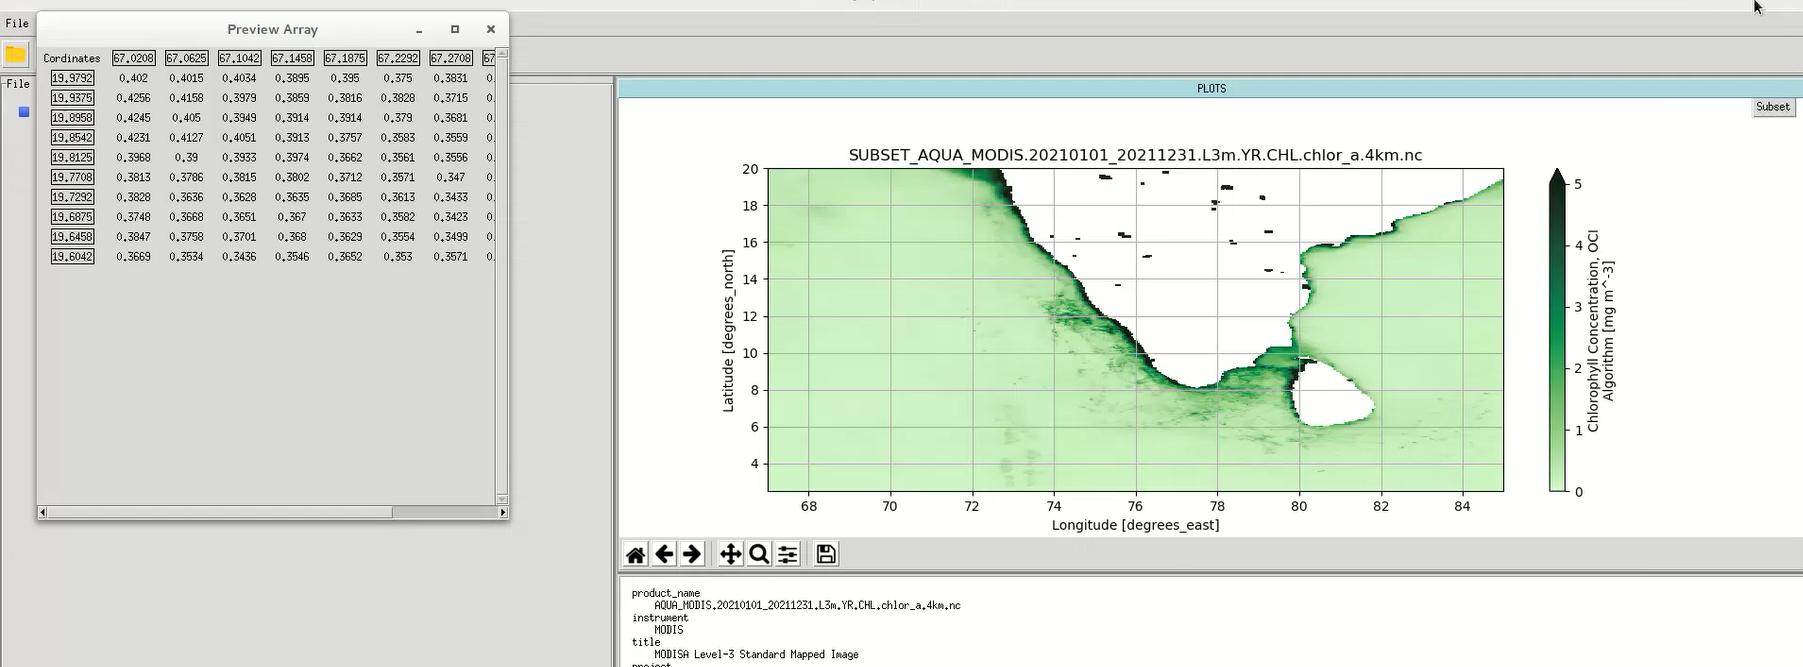 File
Preview Array
Cordinates 67.0208 67.0625 67.1042 67.1458 67.1875 67.2292 67.2708 67
19.9792 0.402 0.4015 0.4034 0.3895 0.395 0.375 0.3831 0.
19.9375 0.4256 0.4158 0.3979 0.3859 0.3816 0.3828 0.3715 0.
19.8958 0.4245 0.405 0.3949 0.3914 0.3914 0.379 0.3681 0.
19.8542 0.4231 0.4127 0.4051 0.3913 0.3757 0.3583 0.3559 0.
19.8125 0.3968 0.39 0.3933 0.3974 0.3662 0.3561 0.3556 0.
19.7708 0.3813 0.3786 0.3815 0.3802 0.3712 0.3571 0.347 0.
19.7292 0.3828 0.3636 0.3628 0.3635 0.3685 0.3613 0.3433 0.
19.6875 0.3748 0.3668 0.3651 0.367 0.3633 0.3582 0.3423 0.
19.6458 0.3847 0.3758 0.3701 0.368 0.3629 0.3554 0.3499 0.
19.6042 0.3669 0.3534 0.3436 0.3546 0.3652 0.353 0.3571 0.
File
PLOTS
Subset
SUBSET_AQUA_MODIS.20210101_20211231.L3m.YR.CHL.chlor_a.4km.nc
20
18
16
14
12
10
8
6
4
Latitude [degrees_north]
68 70 72 74 76 78 80 82 84
Longitude [degrees_east]
5
4
3
2
1
0
Chlorophyll Concentration, OCI
Algorithm [mg m^-3]
product_name
AQUA_MODIS.20210101_20211231.L3m.YR.CHL.chlor_a.4km.nc
instrument
MODIS
title
MODISA Level-3 Standard Mapped Image
project